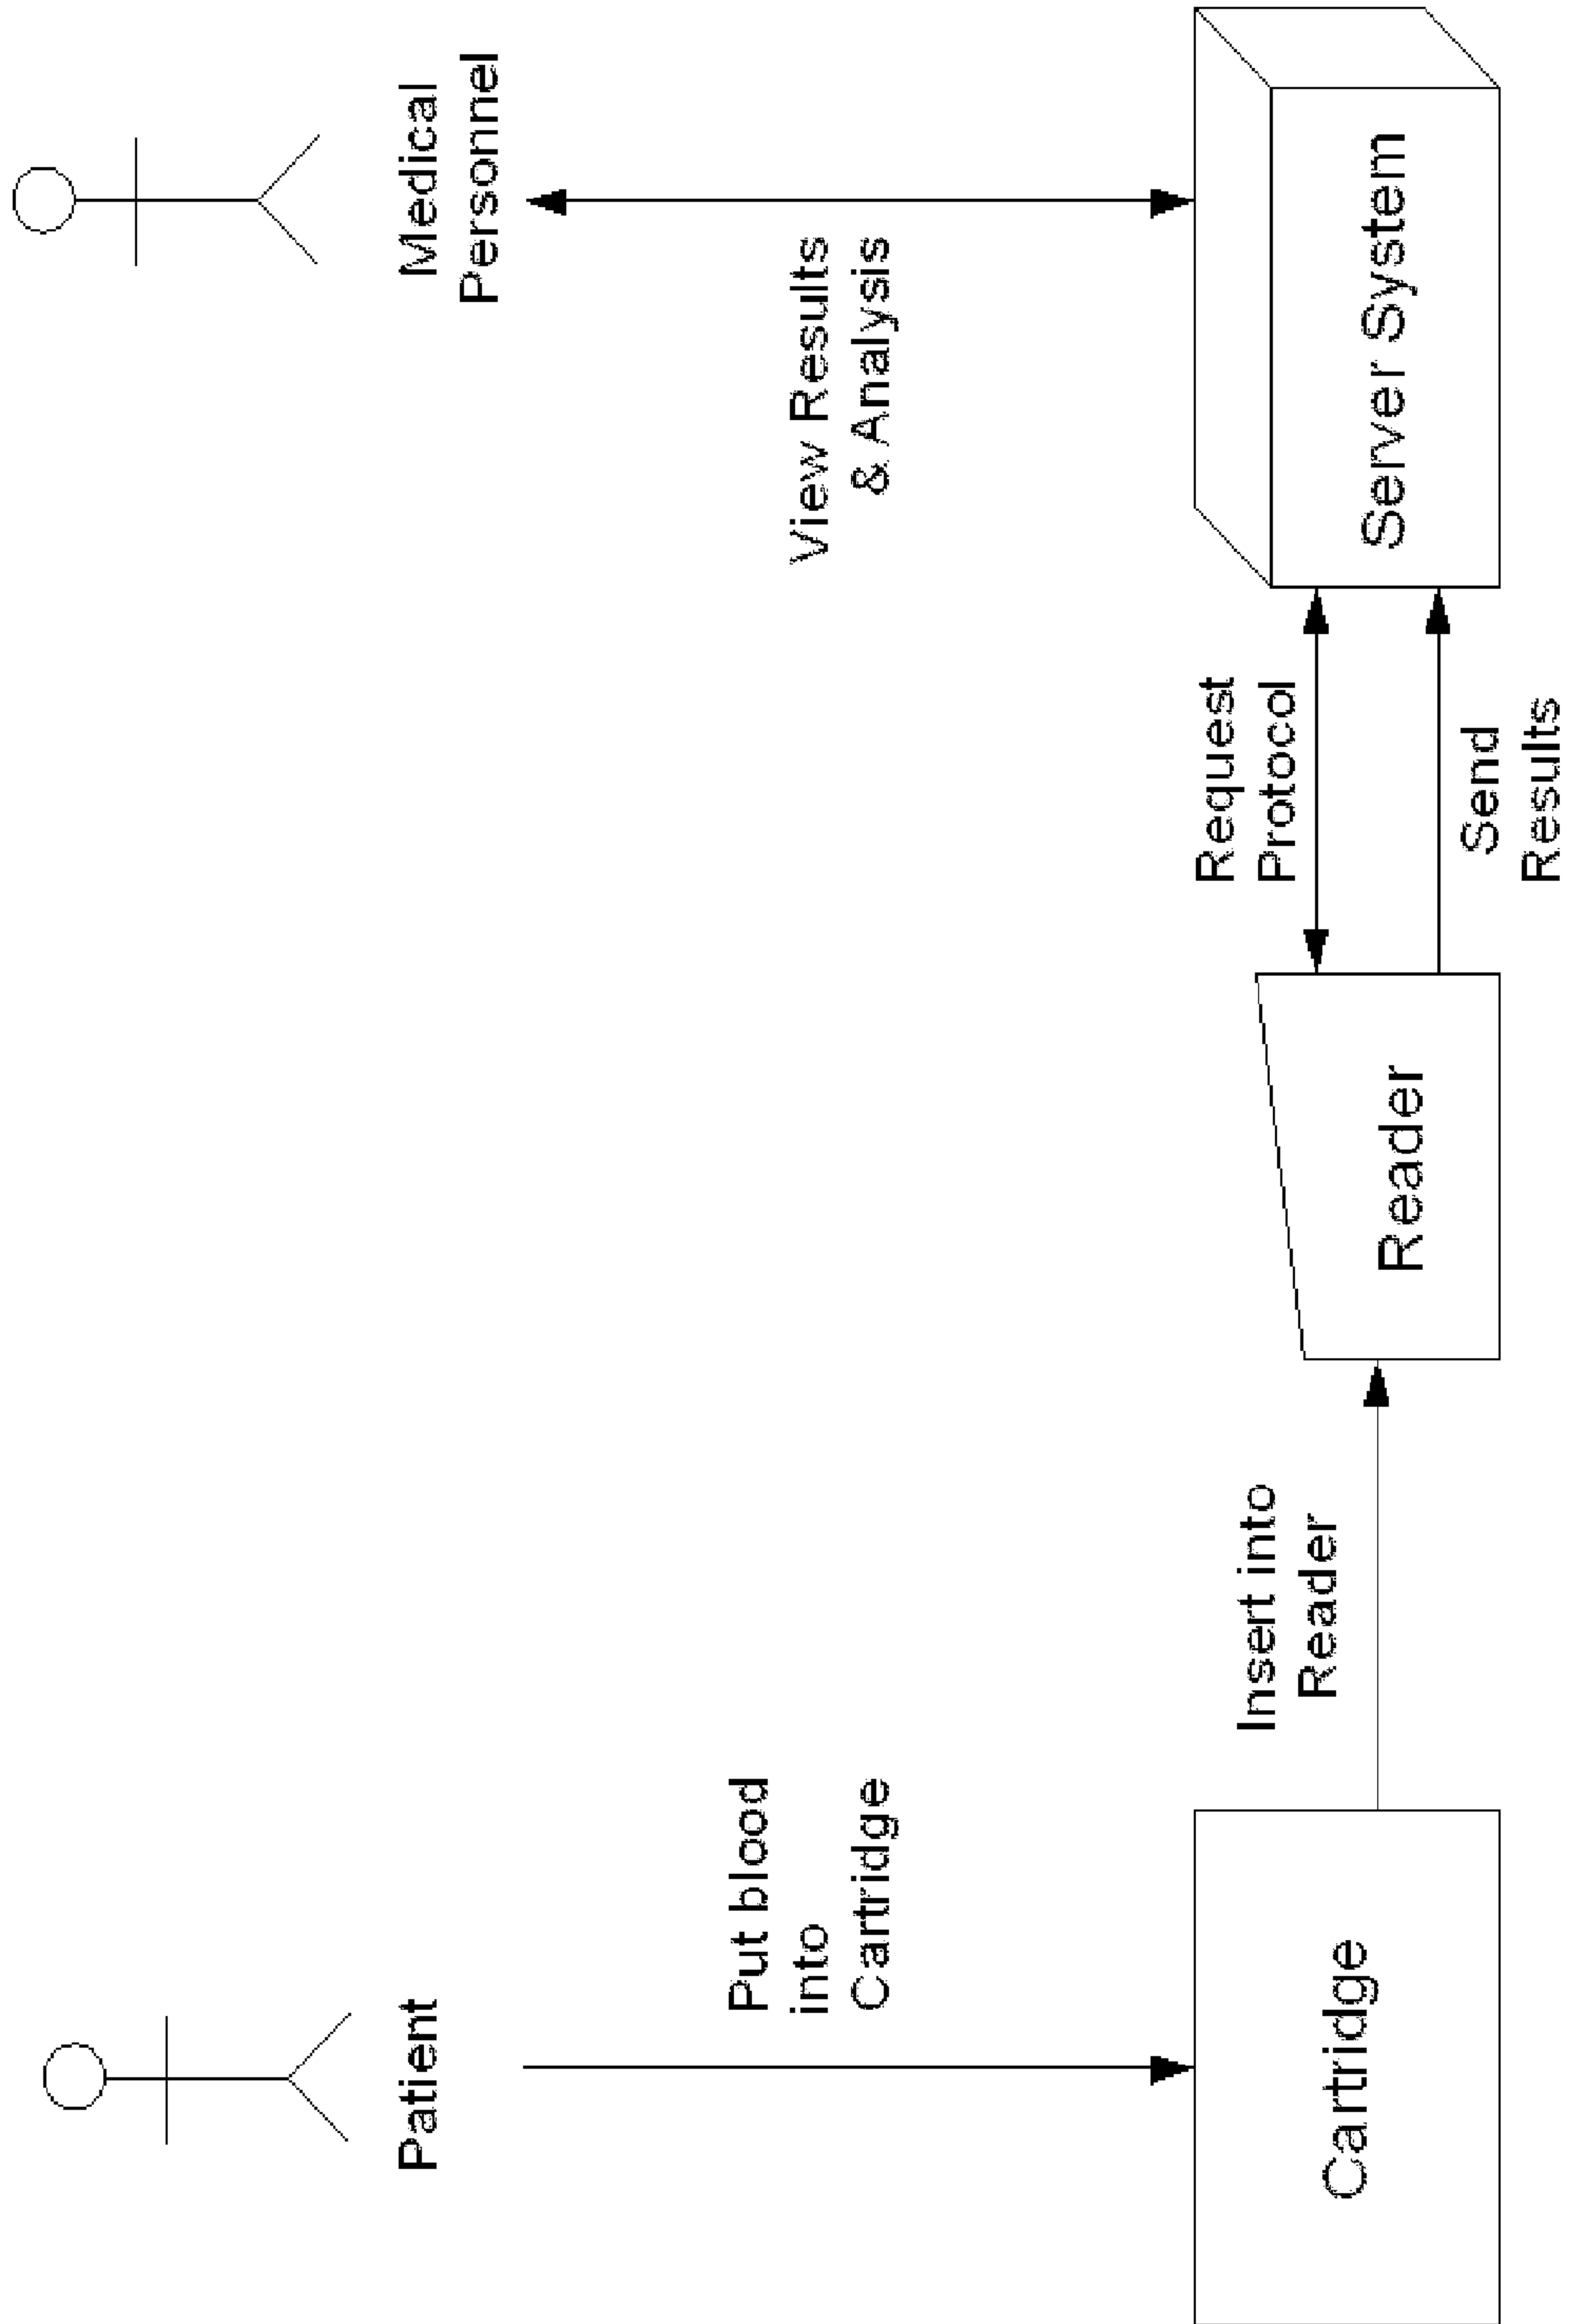 Patient
Medical
Personnel
Put blood
into
Cartridge
View Results
& Analysis
Cartridge
Insert into
Reader
Reader
Request
Protocol
Send
Results
Server System